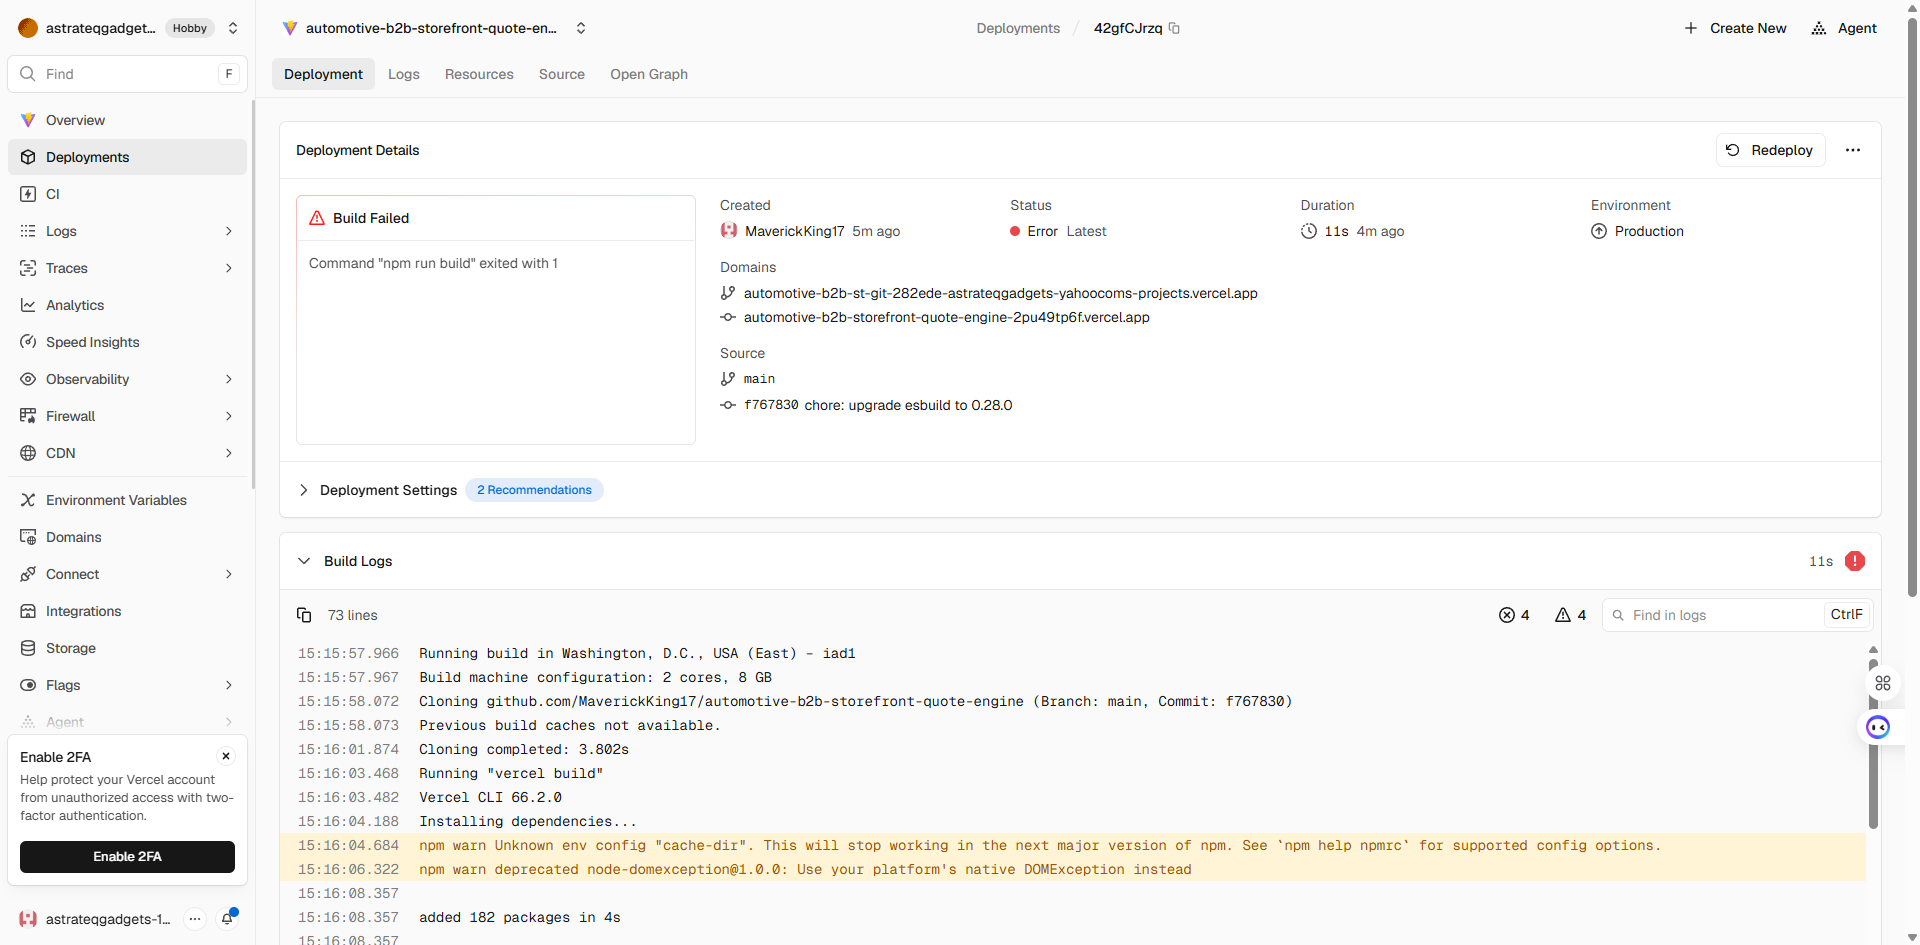 astrateqgadget... Hobby
Find F
Overview
Deployments
CI
Logs
Traces
Analytics
Speed Insights
Observability
Firewall
CDN
Environment Variables
Domains
Connect
Integrations
Storage
Flags
Agent
Enable 2FA
Help protect your Vercel account
from unauthorized access with two-
factor authentication.
Enable 2FA
astrateqgadgets-1...
automotive-b2b-storefront-quote-en...
Deployments / 42gfCJrzq
Create New Agent
Deployment Logs Resources Source Open Graph
Deployment Details
Redeploy
Build Failed
Command "npm run build" exited with 1
Created
MaverickKing17 5m ago
Status
Error Latest
Duration
11s 4m ago
Environment
Production
Domains
automotive-b2b-st-git-282ede-astrateqgadgets-yahoocoms-projects.vercel.app
automotive-b2b-storefront-quote-engine-2pu49tp6f.vercel.app
Source
main
f767830 chore: upgrade esbuild to 0.28.0
Deployment Settings 2 Recommendations
Build Logs 11s
73 lines 4 4 Find in logs CtrlF
15:15:57.966 Running build in Washington, D.C., USA (East) – iad1
15:15:57.967 Build machine configuration: 2 cores, 8 GB
15:15:58.072 Cloning github.com/MaverickKing17/automotive-b2b-storefront-quote-engine (Branch: main, Commit: f767830)
15:15:58.073 Previous build caches not available.
15:16:01.874 Cloning completed: 3.802s
15:16:03.468 Running "vercel build"
15:16:03.482 Vercel CLI 66.2.0
15:16:04.188 Installing dependencies...
15:16:04.684 npm warn Unknown env config "cache-dir". This will stop working in the next major version of npm. See `npm help npmrc` for supported config options.
15:16:06.322 npm warn deprecated node-domexception@1.0.0: Use your platform's native DOMException instead
15:16:08.357
15:16:08.357 added 182 packages in 4s
15:16:08.357